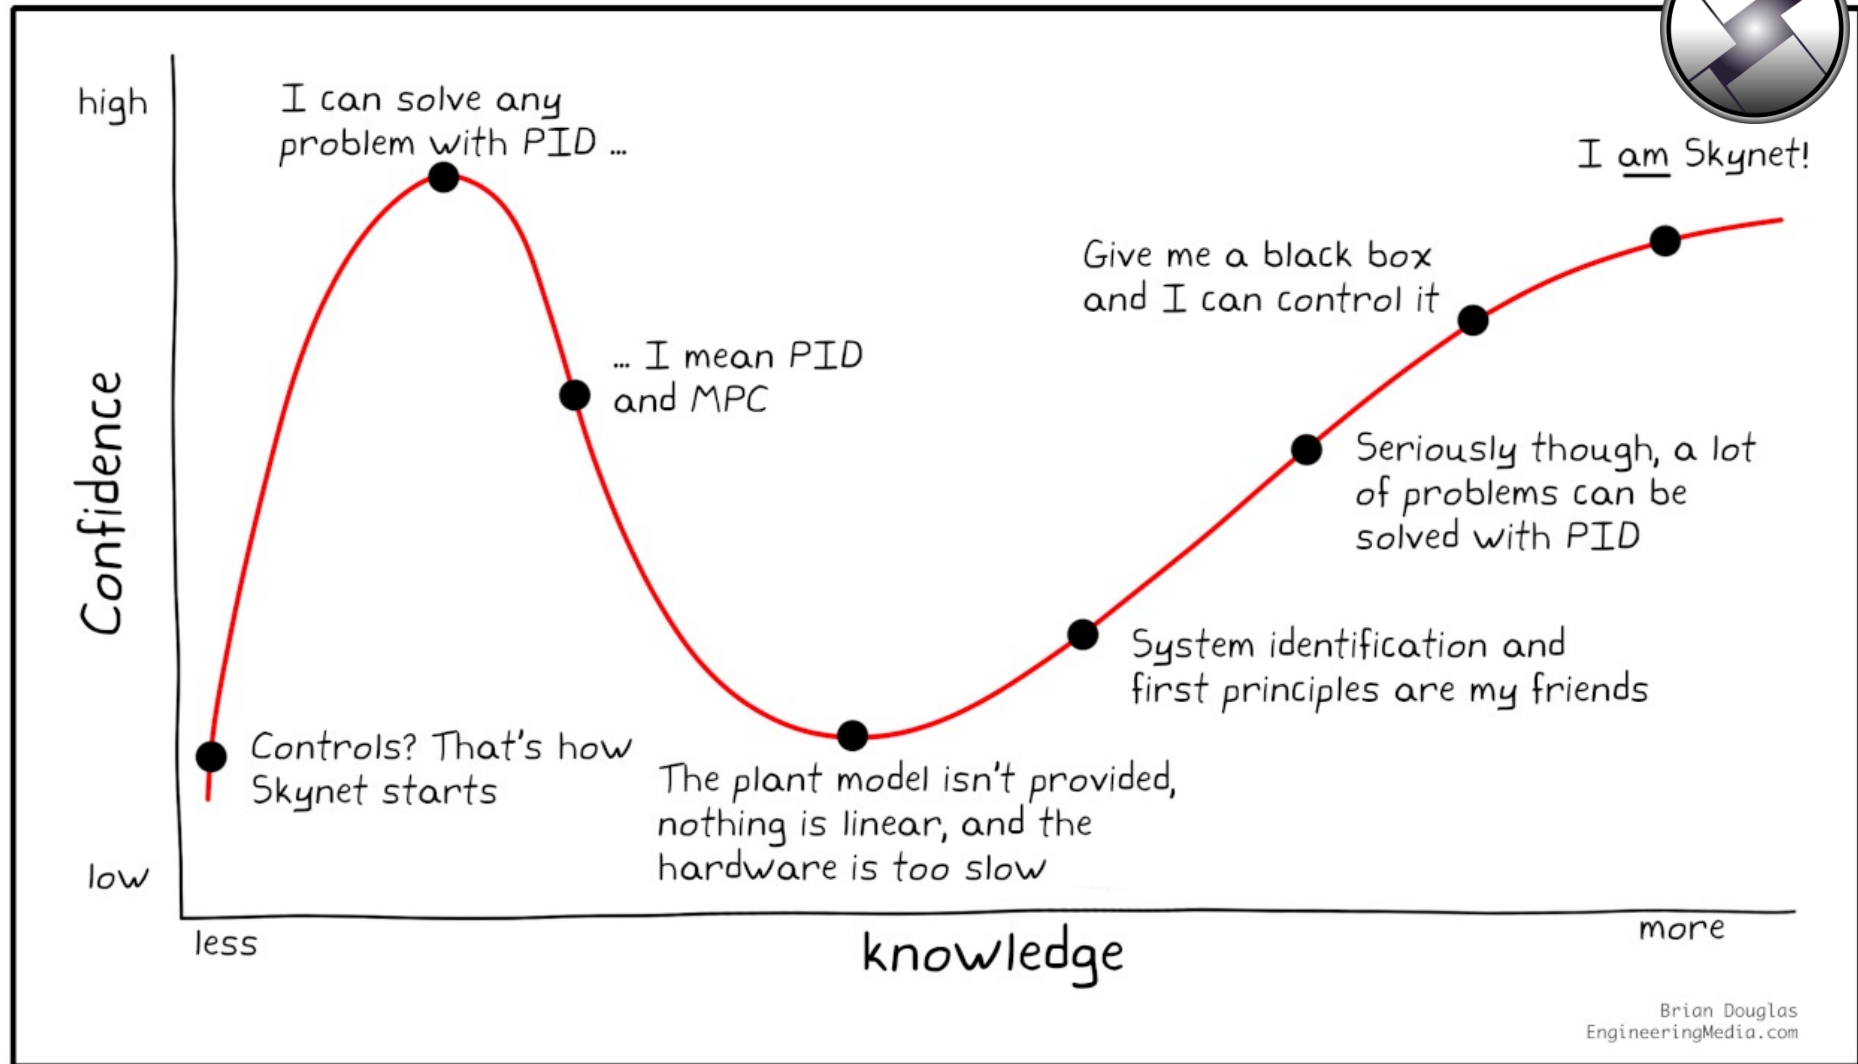 high
I can solve any
problem with PID ...
I am Skynet!
Give me a black box
and I can control it
... I mean PID
and MPC
Confidence
Seriously though, a lot
of problems can be
solved with PID
System identification and
first principles are my friends
Controls? That's how
Skynet starts
The plant model isn't provided,
nothing is linear, and the
hardware is too slow
low
less
knowledge
more
Brian Douglas
EngineeringMedia.com